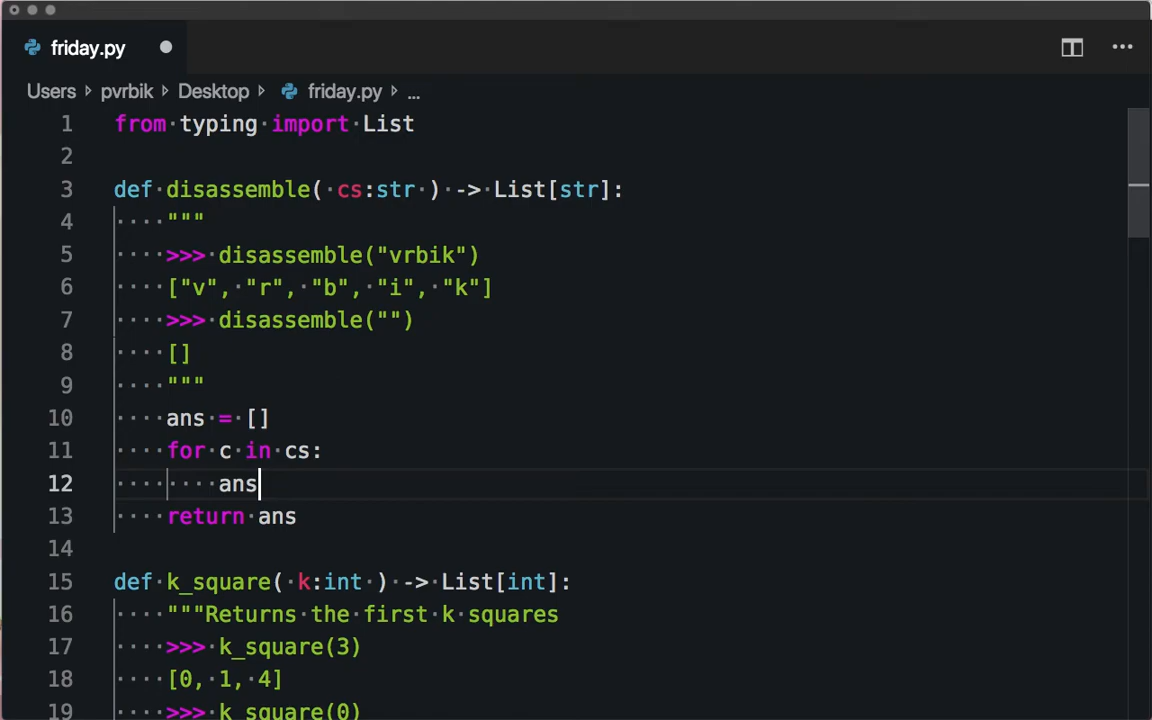 friday.py
Users pvrbik Desktop friday.py ...
1 from typing import List
2
3 def disassemble( cs:str ) -> List[str]:
4 """
5 >>> disassemble("vrbik")
6 ["v", "r", "b", "i", "k"]
7 >>> disassemble("")
8 []
9 """
10 ans = []
11 for c in cs:
12 ans
13 return ans
14
15 def k_square( k:int ) -> List[int]:
16 """Returns the first k squares
17 >>> k_square(3)
18 [0, 1, 4]
19 >>> k_square(0)